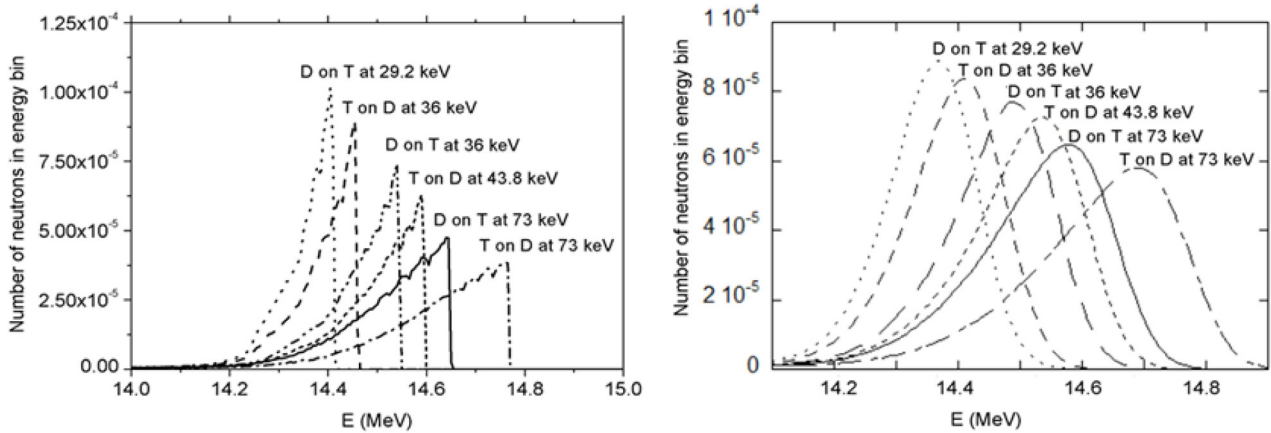 1.25x10-4
1.00x10-4
7.50x10-5
5.00x10-5
2.50x10-5
0.00
Number of neutrons in energy bin
D on T at 29.2 keV
T on D at 36 keV
D on T at 36 keV
T on D at 43.8 keV
D on T at 73 keV
T on D at 73 keV
14.0 14.2 14.4 14.6 14.8 15.0
E (MeV)
1 10-4
8 10-5
6 10-5
4 10-5
2 10-5
0
Number of neutrons in energy bin
D on T at 29.2 keV
T on D at 36 keV
D on T at 36 keV
T on D at 43.8 keV
D on T at 73 keV
T on D at 73 keV
14.2 14.4 14.6 14.8
E (MeV)